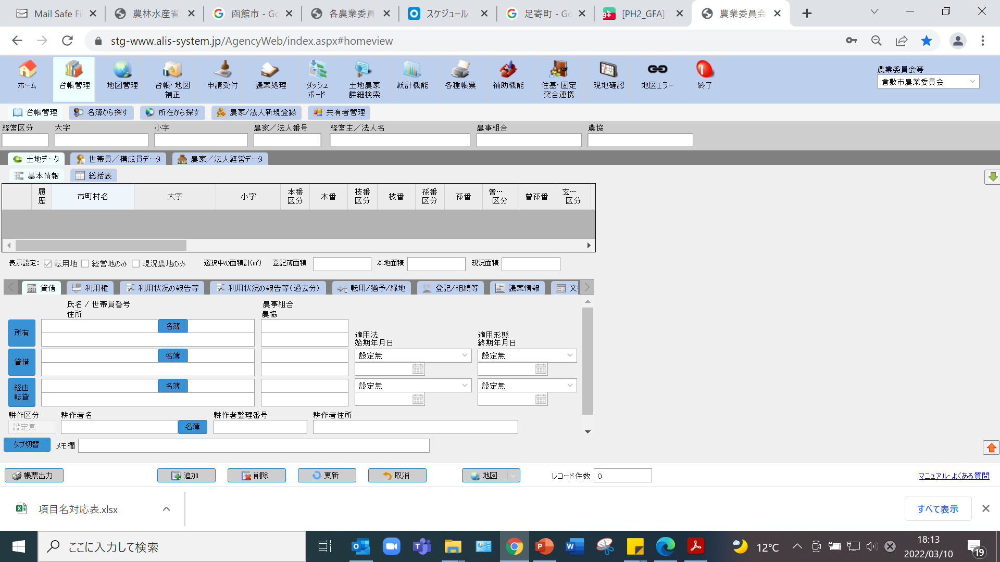 Mail Safe Fi
農林水産省
函館市 - Go
各農業委員
スケジュール
足寄町 - Go
[PH2_GFA]
農業委員会
stg-www.alis-system.jp/AgencyWeb/index.aspx#homeview
ホーム
台帳管理
地図管理
台帳・地図
補正
申請受付
議案処理
ダッシュ
ボード
土地農家
詳細検索
統計機能
各種帳票
補助機能
住基・固定
突合連携
現地確認
地図エラー
終了
農業委員会等
倉敷市農業委員会
台帳管理
名簿から探す
所在から探す
農家/法人新規登録
共有者管理
経営区分
大字
小字
農家／法人番号
経営主／法人名
農事組合
農協
土地データ
世帯員／構成員データ
農家／法人経営データ
基本情報
総括表
履
歴
市町村名
大字
小字
本番
区分
本番
枝番
区分
枝番
孫番
区分
孫番
曾…
区分
曾孫番
玄…
区分
表示設定:
転用地
経営地のみ
現況農地のみ
選択中の面積計(㎡)
登記簿面積
本地面積
現況面積
貸借
利用権
利用状況の報告等
利用状況の報告等(過去分)
転用/猶予/緑地
登記/相続等
議案情報
文
氏名 / 世帯員番号
住所
農事組合
農協
所有
名簿
適用法
始期年月日
適用形態
終期年月日
貸借
名簿
設定無
設定無
経由
転貸
名簿
設定無
設定無
耕作区分
耕作者名
耕作者整理番号
耕作者住所
設定無
名簿
タブ切替
メモ欄
帳票出力
追加
削除
更新
取消
地図
レコード件数
0
マニュアル・よくある質問
項目名対応表.xlsx
すべて表示
ここに入力して検索
12°C
18:13
2022/03/10
19